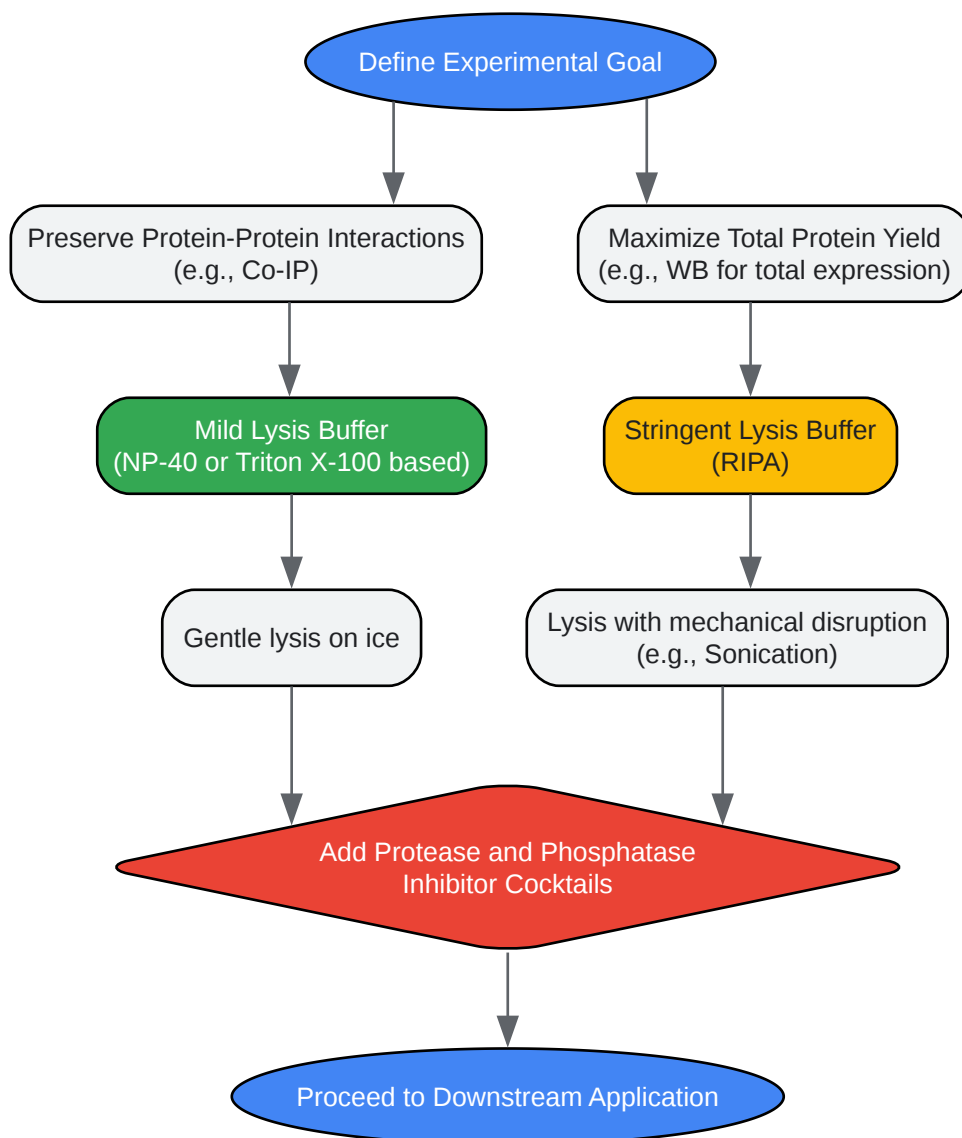 Define Experimental Goal
Preserve Protein-Protein Interactions
(e.g., Co-IP)
Maximize Total Protein Yield
(e.g., WB for total expression)
Mild Lysis Buffer
(NP-40 or Triton X-100 based)
Stringent Lysis Buffer
(RIPA)
Gentle lysis on ice
Lysis with mechanical disruption
(e.g., Sonication)
Add Protease and Phosphatase
Inhibitor Cocktails
Proceed to Downstream Application